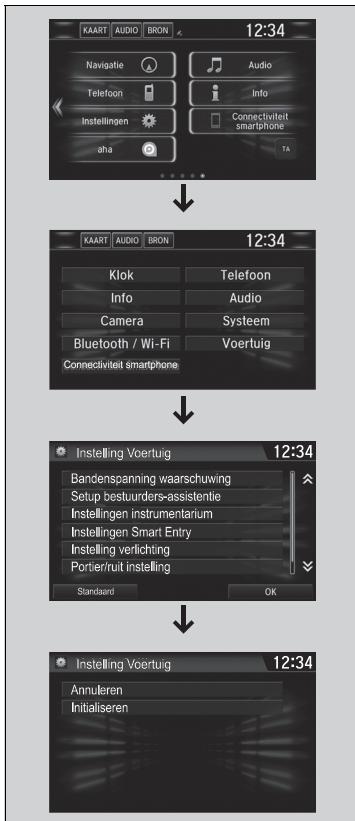 KAART AUDIO BRON 12:34
Navigatie Audio
Telefoon Info
Instellingen Connectiviteit
smartphone
aha TA
KAART AUDIO BRON 12:34
Klok Telefoon
Info Audio
Camera Systeem
Bluetooth / Wi-Fi Voertuig
Connectiviteit smartphone
Instelling Voertuig 12:34
Bandenspanning waarschuwing
Setup bestuurders-assistentie
Instellingen instrumentarium
Instellingen Smart Entry
Instelling verlichting
Portier/ruit instelling
Standaard OK
Instelling Voertuig 12:34
Annuleren
Initialiseren